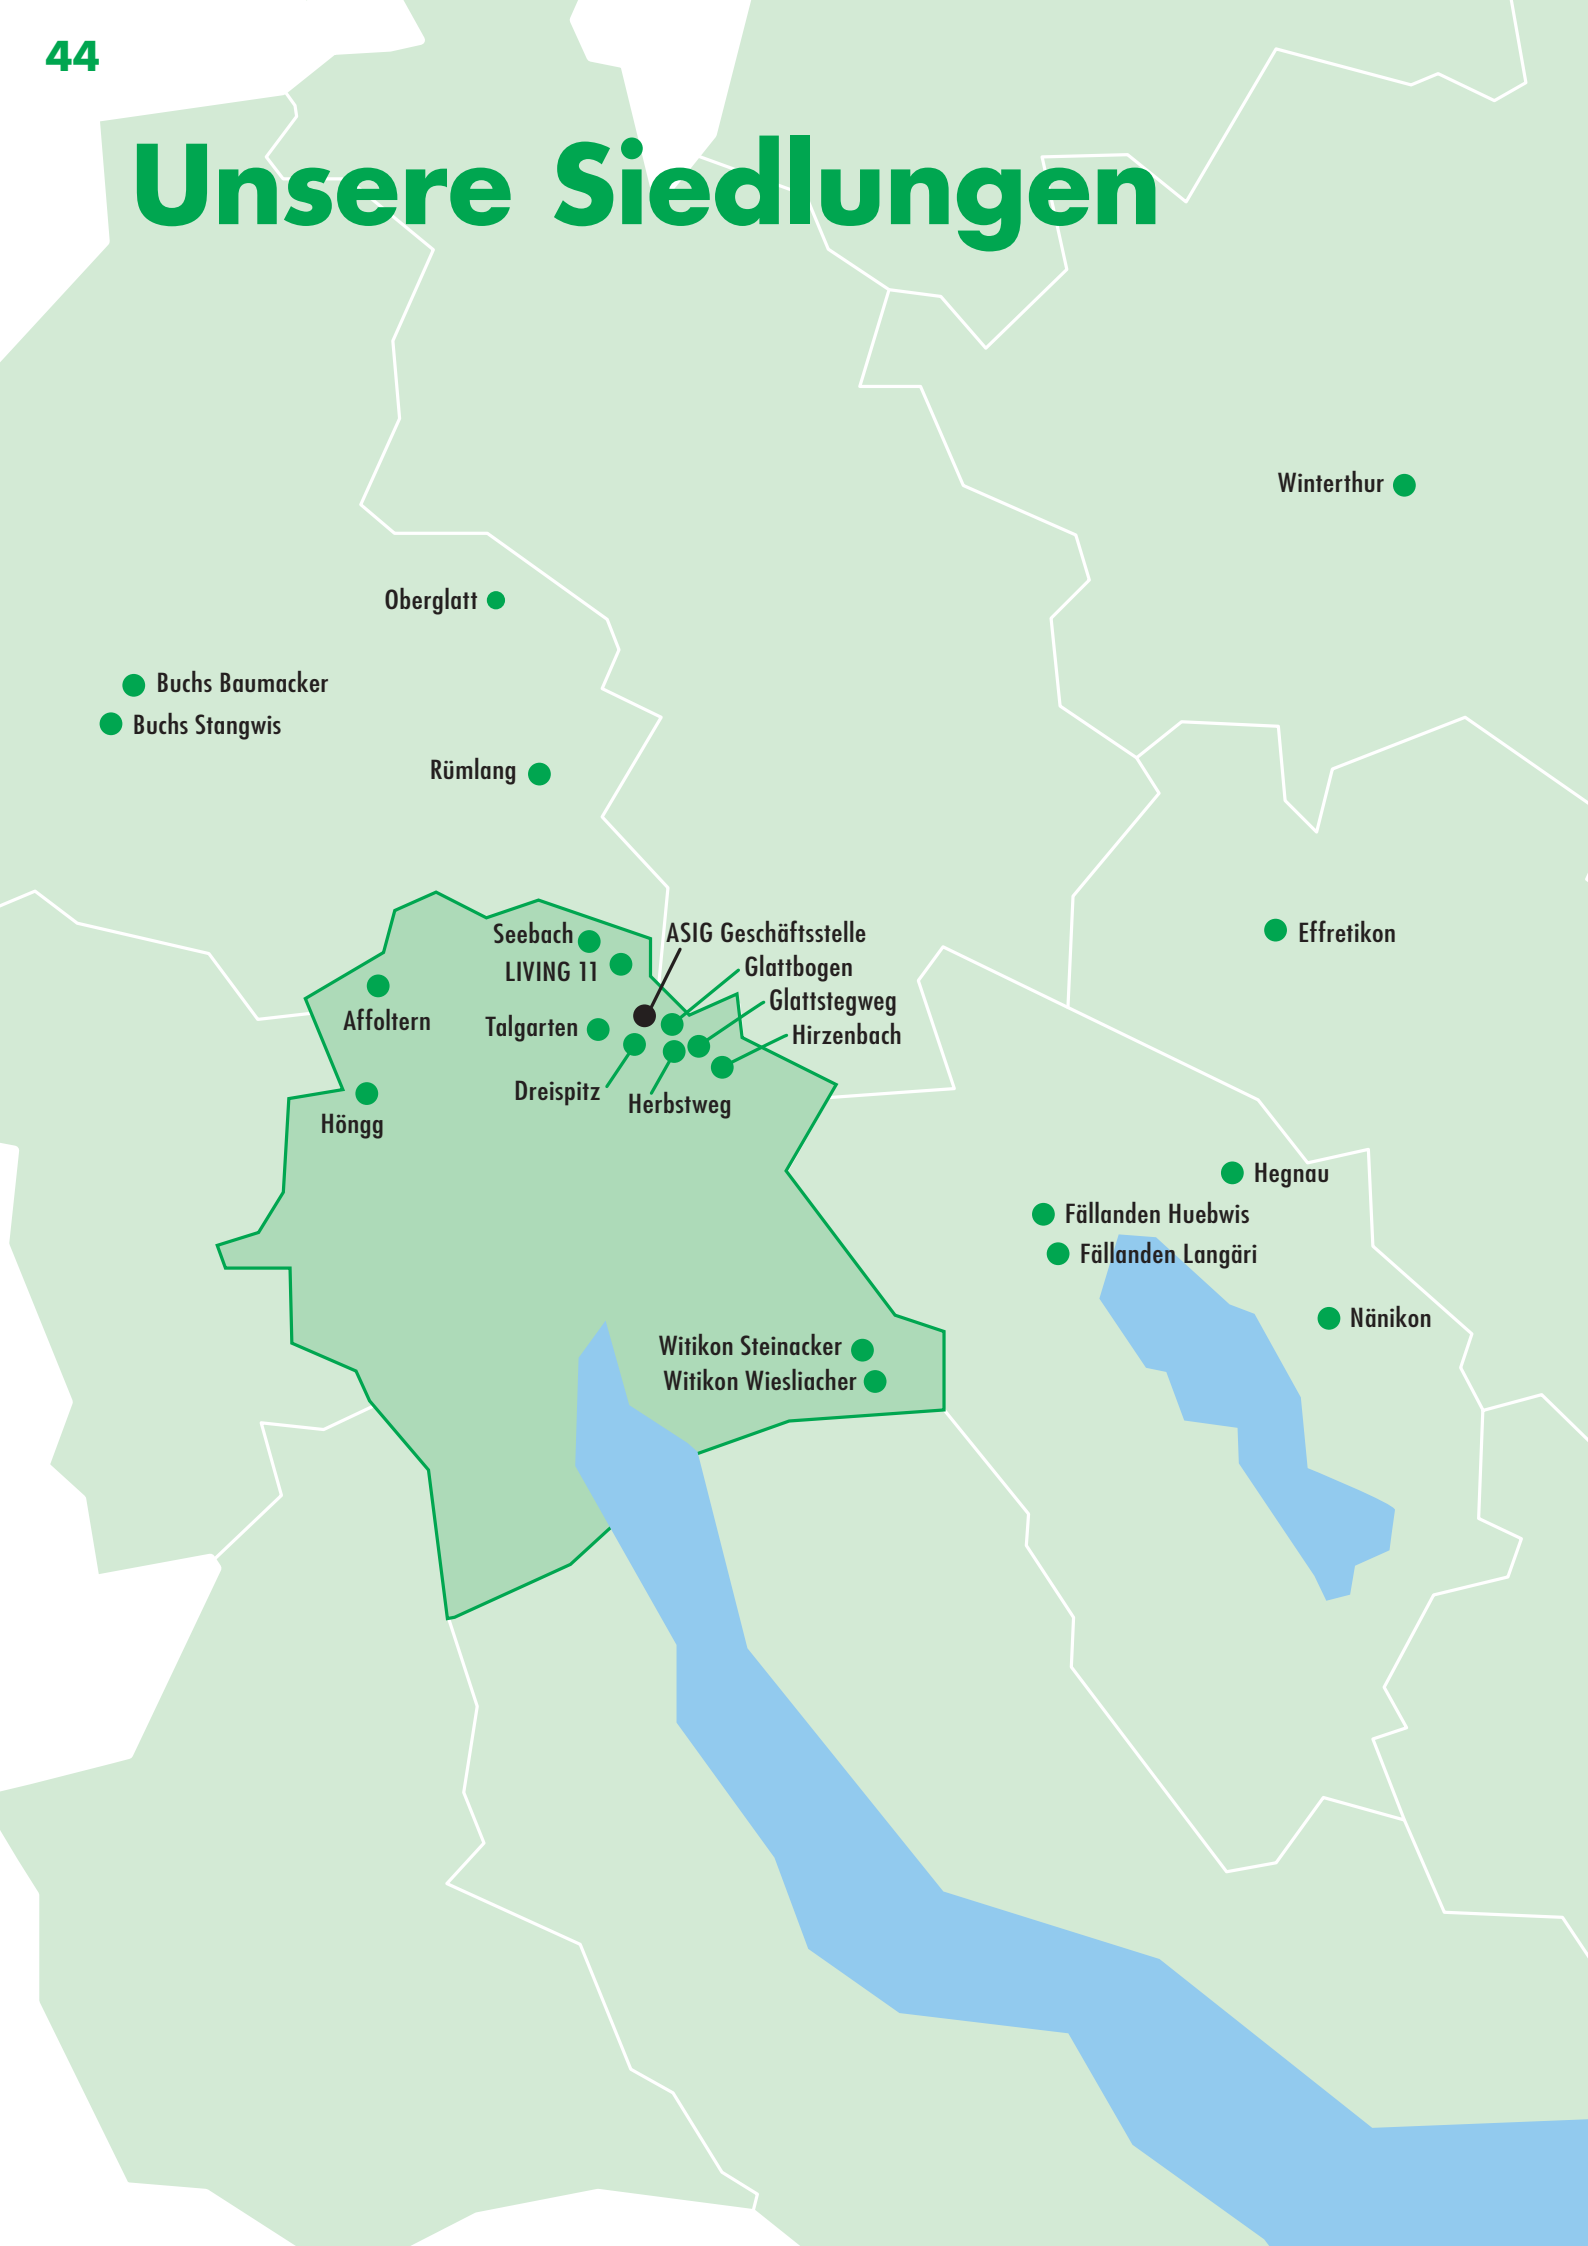 44
Unsere Siedlungen
Winterthur
Oberglatt
Buchs Baumacker
Buchs Stangwis
Rümlang
Seebach
ASIG Geschäftsstelle
Effretikon
LIVING 11
Glattbogen
Glattstegweg
Affoltern
Talgarten
Hirzenbach
Dreispitz
Herbstweg
Höngg
Hegnau
Fällanden Huebwis
Fällanden Langäri
Nänikon
Witikon Steinacker
Witikon Wiesliacher